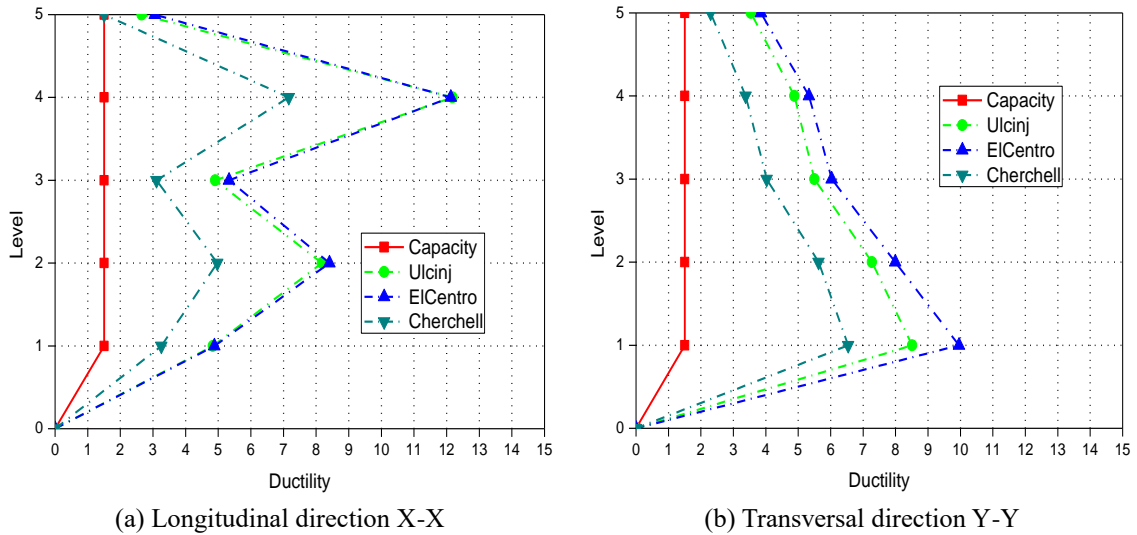 5
4
3
2
1
0
Level
0 1 2 3 4 5 6 7 8 9 10 11 12 13 14 15
Ductility
Capacity
Ulcinj
ElCentro
Cherchell
(a) Longitudinal direction X-X
5
4
3
2
1
0
Level
0 1 2 3 4 5 6 7 8 9 10 11 12 13 14 15
Ductility
Capacity
Ulcinj
ElCentro
Cherchell
(b) Transversal direction Y-Y